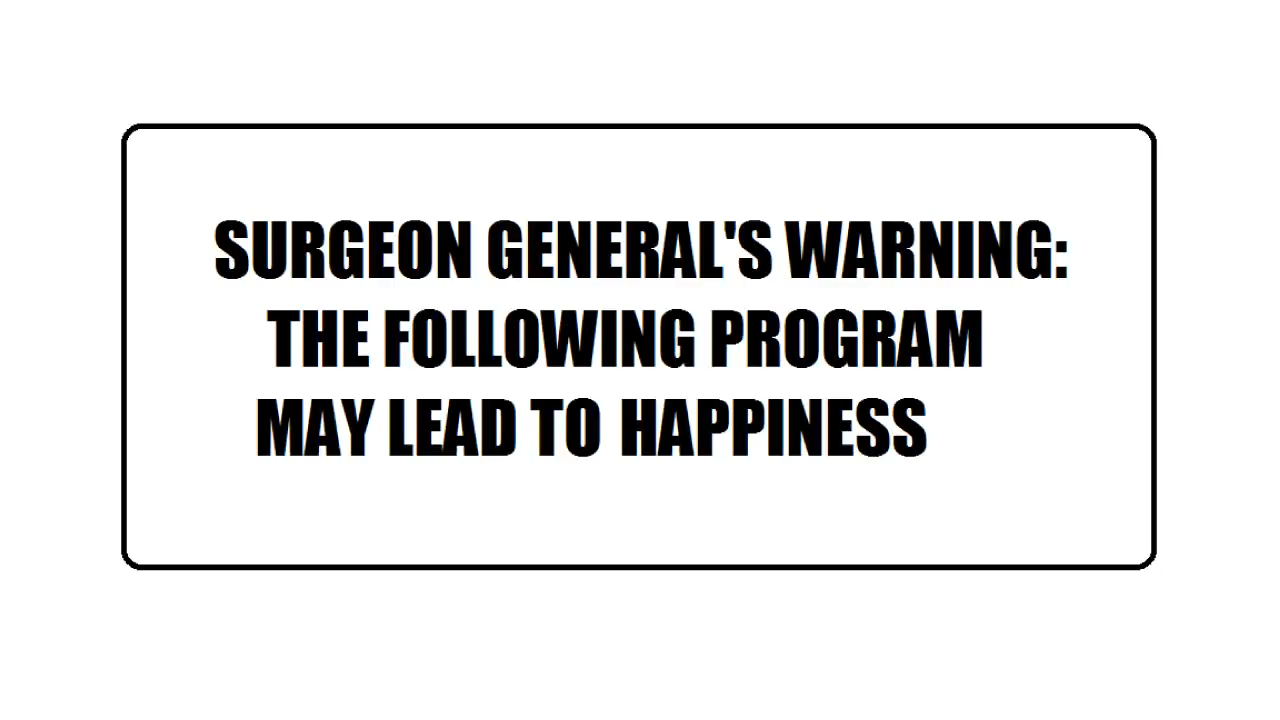 SURGEON GENERAL'S WARNING:
THE FOLLOWING PROGRAM
MAY LEAD TO HAPPINESS